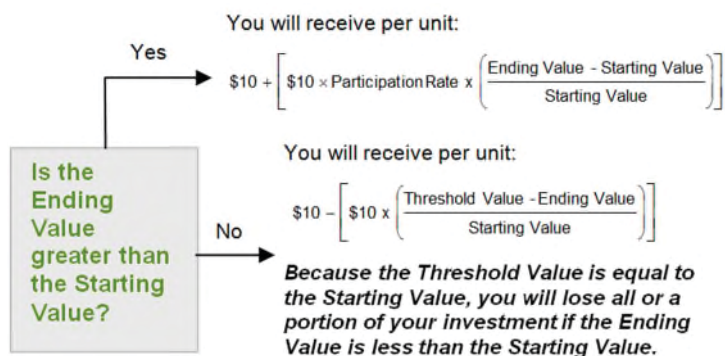 You will receive per unit:
Yes
$10 + [ $10 × Participation Rate x ( Ending Value - Starting Value / Starting Value ) ]
Is the
Ending
Value
greater than
the Starting
Value?
You will receive per unit:
No
$10 – [ $10 x ( Threshold Value - Ending Value / Starting Value ) ]
Because the Threshold Value is equal to
the Starting Value, you will lose all or a
portion of your investment if the Ending
Value is less than the Starting Value.